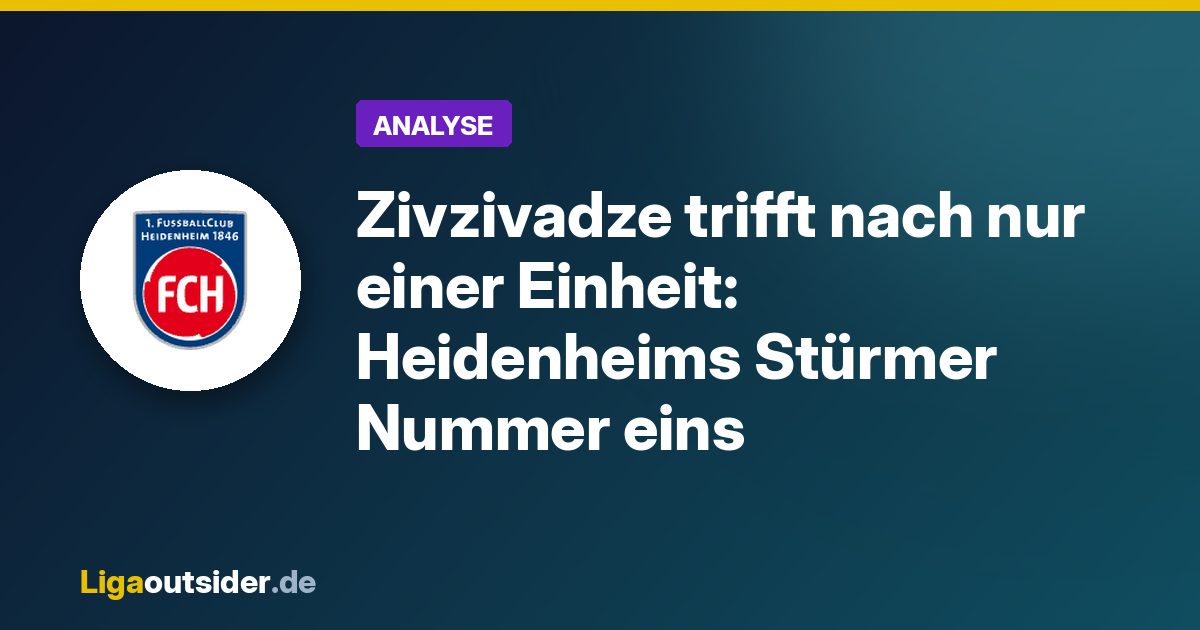 ANALYSE
1. FUSSBALLCLUB
HEIDENHEIM 1846
FCH
Zivzivadze trifft nach nur
einer Einheit:
Heidenheims Stürmer
Nummer eins
Ligaoutsider.de